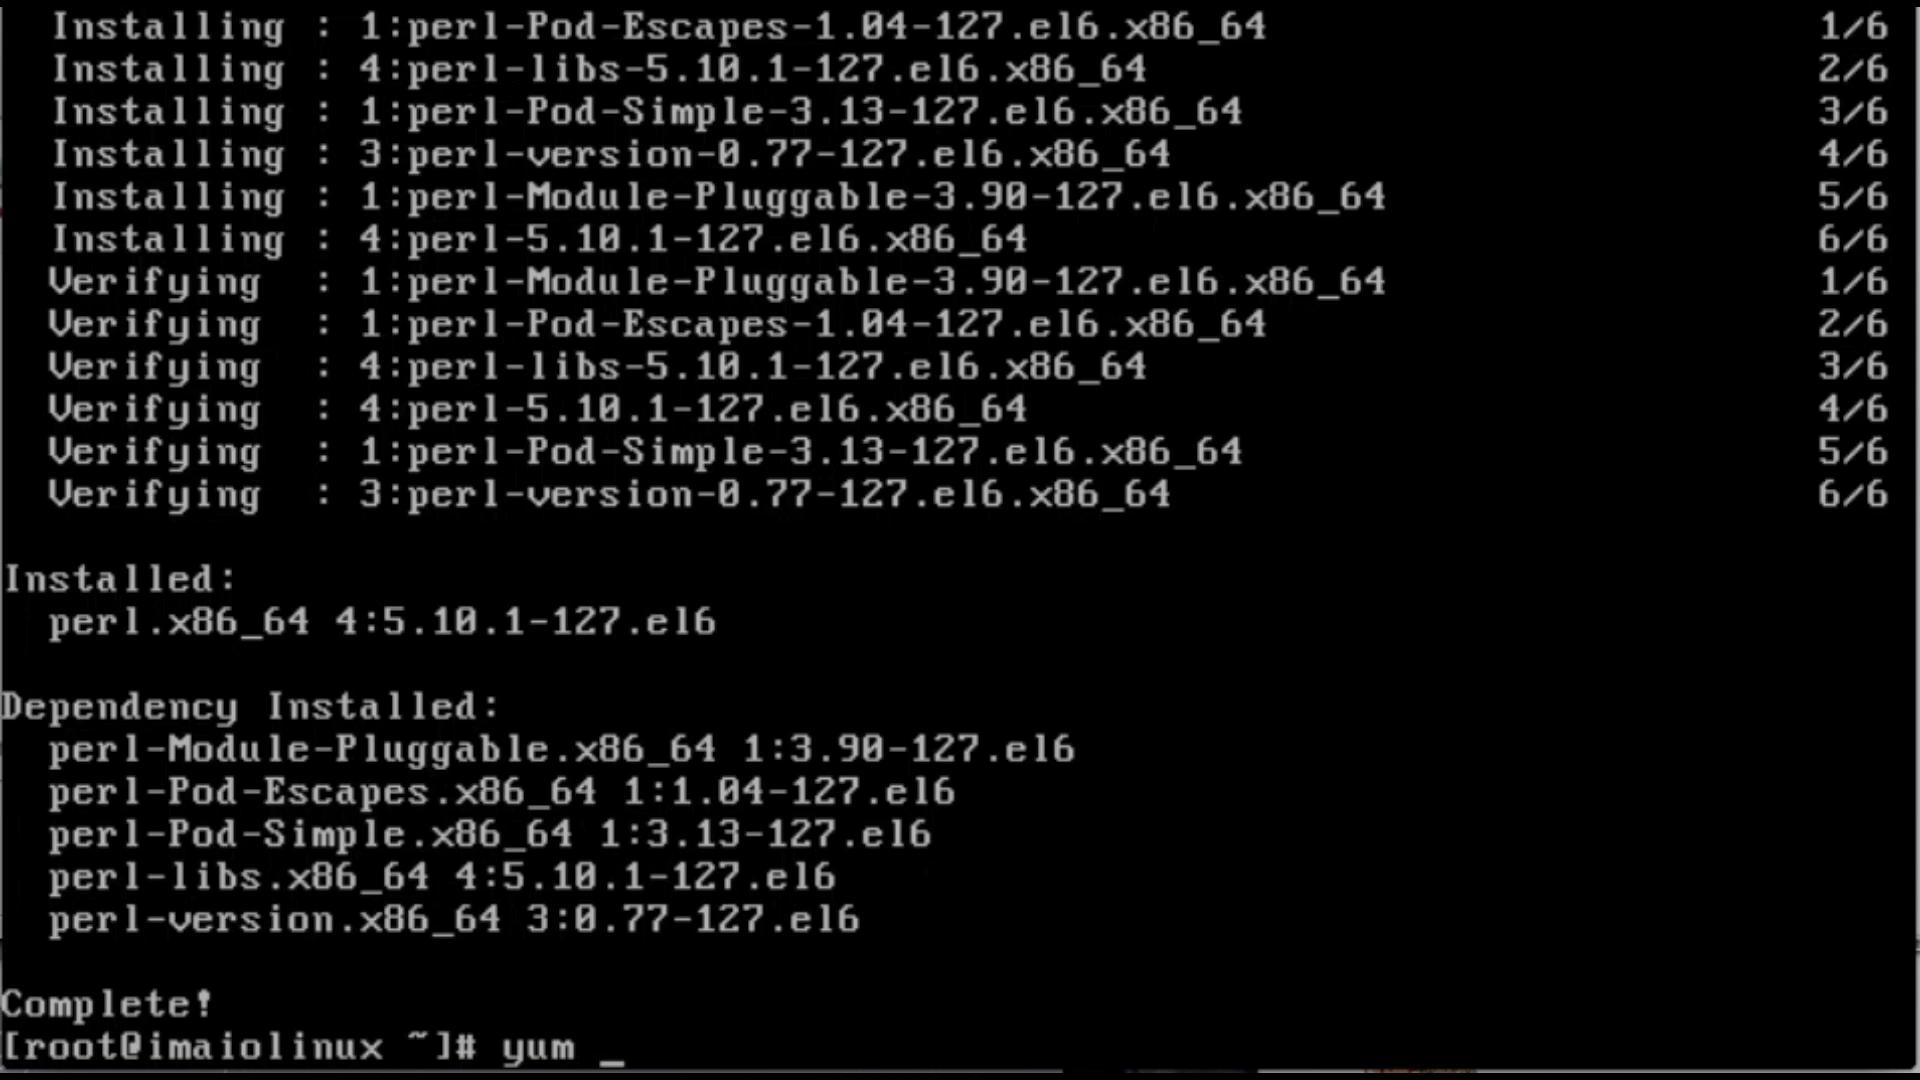 Installing : 1:perl-Pod-Escapes-1.04-127.el6.x86_64 1/6
Installing : 4:perl-libs-5.10.1-127.el6.x86_64 2/6
Installing : 1:perl-Pod-Simple-3.13-127.el6.x86_64 3/6
Installing : 3:perl-version-0.77-127.el6.x86_64 4/6
Installing : 1:perl-Module-Pluggable-3.90-127.el6.x86_64 5/6
Installing : 4:perl-5.10.1-127.el6.x86_64 6/6
Verifying : 1:perl-Module-Pluggable-3.90-127.el6.x86_64 1/6
Verifying : 1:perl-Pod-Escapes-1.04-127.el6.x86_64 2/6
Verifying : 4:perl-libs-5.10.1-127.el6.x86_64 3/6
Verifying : 4:perl-5.10.1-127.el6.x86_64 4/6
Verifying : 1:perl-Pod-Simple-3.13-127.el6.x86_64 5/6
Verifying : 3:perl-version-0.77-127.el6.x86_64 6/6
Installed:
perl.x86_64 4:5.10.1-127.el6
Dependency Installed:
perl-Module-Pluggable.x86_64 1:3.90-127.el6
perl-Pod-Escapes.x86_64 1:1.04-127.el6
perl-Pod-Simple.x86_64 1:3.13-127.el6
perl-libs.x86_64 4:5.10.1-127.el6
perl-version.x86_64 3:0.77-127.el6
Complete!
[root@imaiolinux ~]# yum _